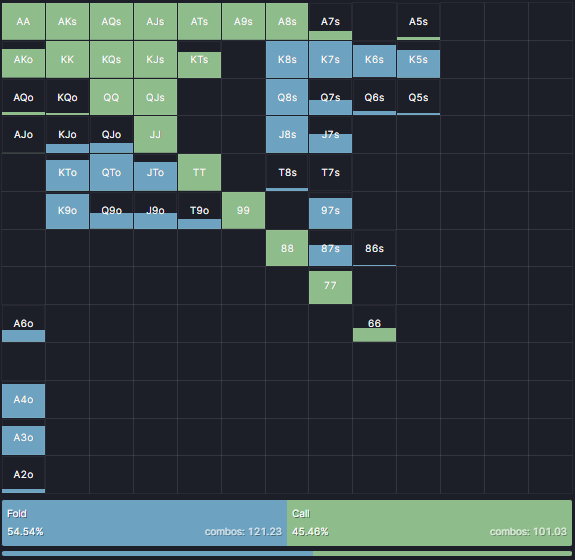 AA AKs AQs AJs ATs A9s A8s A7s A5s
AKo KK KQs KJs KTs K8s K7s K6s K5s
AQo KQo QQ QJs Q8s Q7s Q6s Q5s
AJo KJo QJo JJ J8s J7s
KTo QTo JTo TT T8s T7s
K9o Q9o J9o T9o 99 97s
88 87s 86s
77
A6o 66
A4o
A3o
A2o
Fold Call
54.54% combos: 121.23 45.46% combos: 101.03